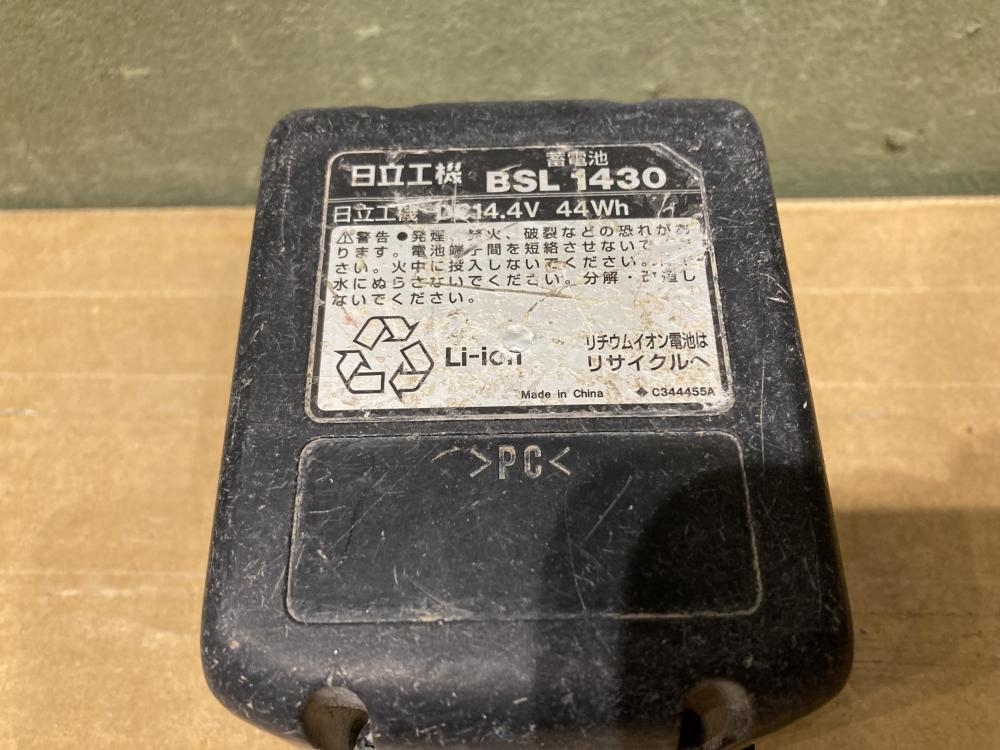 蓄電池
日立工機 BSL 1430
日立工機 DC14.4V 44Wh
⚠警告 ●発煙、発火、破裂などの恐れがあ
ります。電池端子間を短絡させないで
さい。火中に投入しないでください。
水にぬらさないでください。分解・改造し
ないでください。
Li-ion
リチウムイオン電池は
リサイクルへ
Made in China C344455A
>PC<